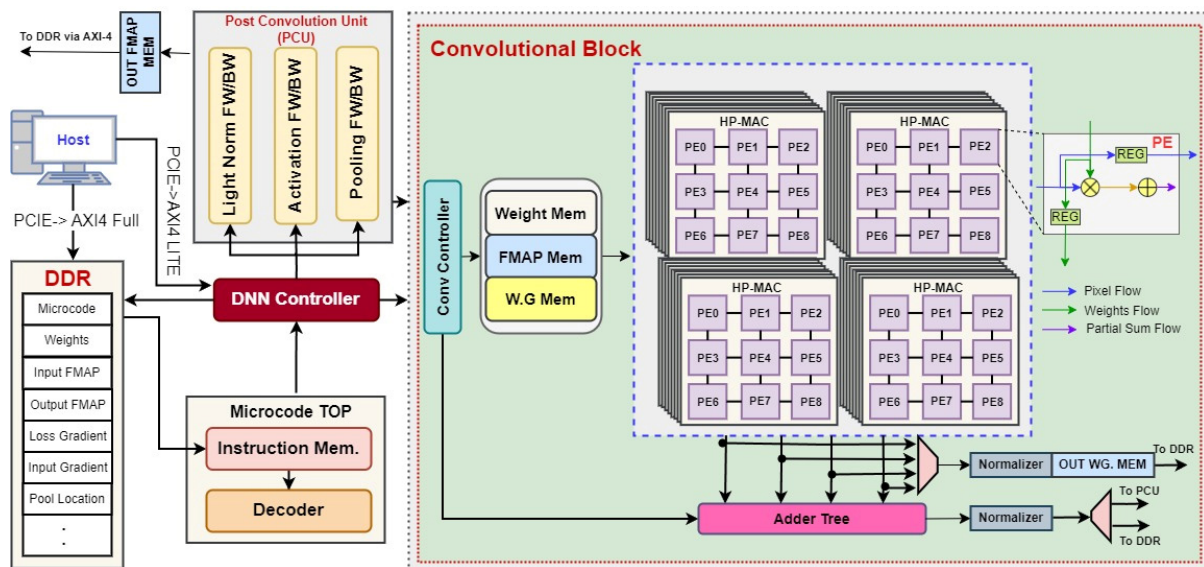 To DDR via AXI-4
OUT FMAP
MEM
Post Convolution Unit
(PCU)
Light Norm FW/BW
Activation FW/BW
Pooling FW/BW
Host
PCIE->AXI4 LITE
PCIE-> AXI4 Full
DDR
Microcode
Weights
Input FMAP
Output FMAP
Loss Gradient
Input Gradient
Pool Location
.
.
DNN Controller
Microcode TOP
Instruction Mem.
Decoder
Convolutional Block
Conv Controller
Weight Mem
FMAP Mem
W.G Mem
HP-MAC
PE0 PE1 PE2
PE3 PE4 PE5
PE6 PE7 PE8
HP-MAC
PE0 PE1 PE2
PE3 PE4 PE5
PE6 PE7 PE8
HP-MAC
PE0 PE1 PE2
PE3 PE4 PE5
PE6 PE7 PE8
HP-MAC
PE0 PE1 PE2
PE3 PE4 PE5
PE6 PE7 PE8
PE
REG
REG
Pixel Flow
Weights Flow
Partial Sum Flow
Normalizer
OUT WG. MEM
To DDR
Adder Tree
Normalizer
To PCU
To DDR